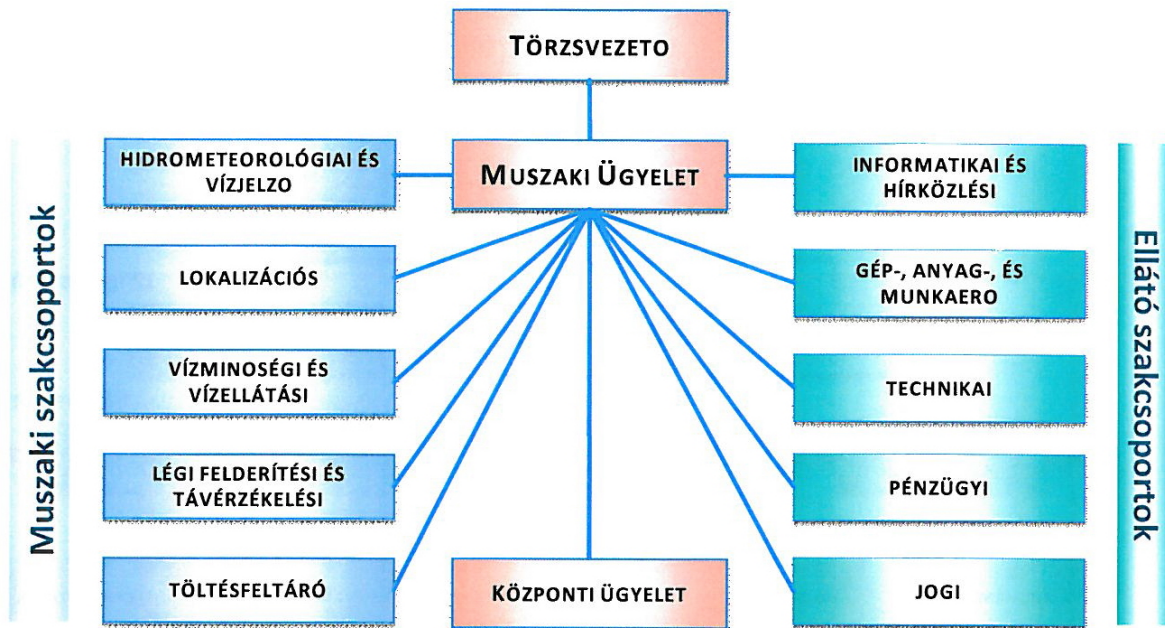 TÖRZSVEZETO
Muszaki szakcsoportok
HIDROMETEOROLÓGIAI ÉS
VÍZJELZO
MUSZAKI ÜGYELET
INFORMATIKAI ÉS
HÍRKÖZLÉSI
Ellátó szakcsoportok
LOKALIZÁCIÓS
GÉP-, ANYAG-, ÉS
MUNKAERO
VÍZMINOSÉGI ÉS
VÍZELLÁTÁSI
TECHNIKAI
LÉGI FELDERÍTÉSI ÉS
TÁVÉRZÉKELÉSI
PÉNZÜGYI
TÖLTÉSFELTÁRÓ
KÖZPONTI ÜGYELET
JOGI